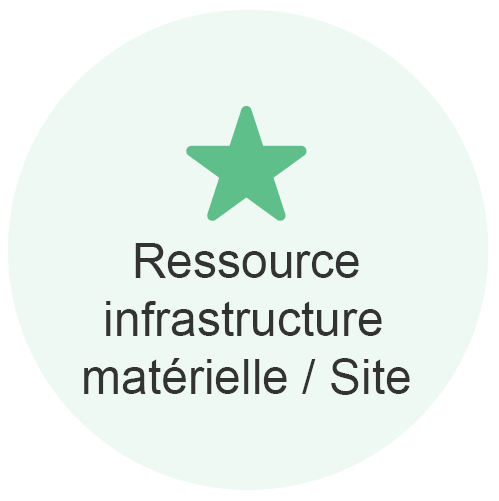 Ressource
infrastructure
matérielle / Site